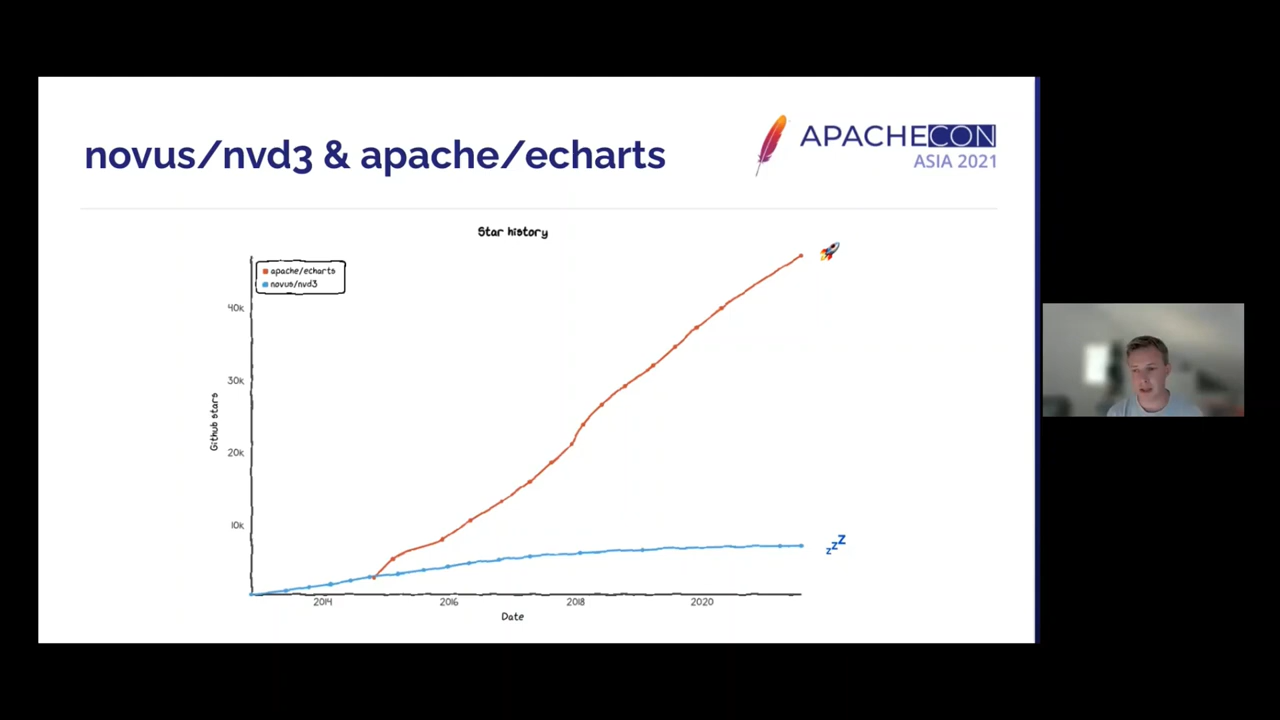 novus/nvd3 & apache/echarts
APACHECON
ASIA 2021
Star history
apache/echarts
novus/nvd3
40k
30k
20k
10k
Github stars
2014
2016
2018
2020
Date
zzZ